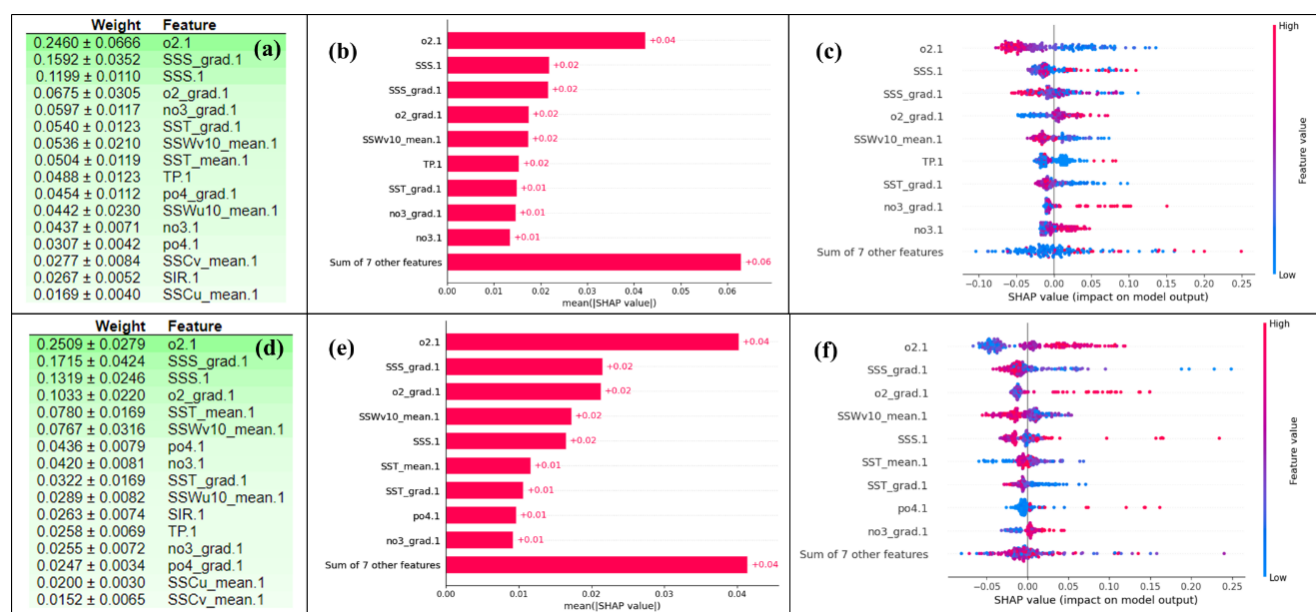 Weight Feature
(a)
0.2460 ± 0.0666 o2.1
0.1592 ± 0.0352 SSS_grad.1
0.1199 ± 0.0110 SSS.1
0.0675 ± 0.0305 o2_grad.1
0.0597 ± 0.0117 no3_grad.1
0.0540 ± 0.0123 SST_grad.1
0.0536 ± 0.0210 SSWv10_mean.1
0.0504 ± 0.0119 SST_mean.1
0.0488 ± 0.0123 TP.1
0.0454 ± 0.0112 po4_grad.1
0.0442 ± 0.0230 SSWu10_mean.1
0.0437 ± 0.0071 no3.1
0.0307 ± 0.0042 po4.1
0.0277 ± 0.0084 SSCv_mean.1
0.0267 ± 0.0052 SIR.1
0.0169 ± 0.0040 SSCu_mean.1
(b)
o2.1 +0.04
SSS.1 +0.02
SSS_grad.1 +0.02
o2_grad.1 +0.02
SSWv10_mean.1 +0.02
TP.1 +0.02
SST_grad.1 +0.01
no3_grad.1 +0.01
no3.1 +0.01
Sum of 7 other features +0.06
0.00 0.01 0.02 0.03 0.04 0.05 0.06
mean(|SHAP value|)
(c)
High
o2.1
SSS.1
SSS_grad.1
o2_grad.1
SSWv10_mean.1
TP.1
SST_grad.1
no3_grad.1
no3.1
Sum of 7 other features
Feature value
Low
−0.10 −0.05 0.00 0.05 0.10 0.15 0.20 0.25
SHAP value (impact on model output)
Weight Feature
(d)
0.2509 ± 0.0279 o2.1
0.1715 ± 0.0424 SSS_grad.1
0.1319 ± 0.0246 SSS.1
0.1033 ± 0.0220 o2_grad.1
0.0780 ± 0.0169 SST_mean.1
0.0767 ± 0.0316 SSWv10_mean.1
0.0436 ± 0.0079 po4.1
0.0420 ± 0.0081 no3.1
0.0322 ± 0.0169 SST_grad.1
0.0289 ± 0.0082 SSWu10_mean.1
0.0263 ± 0.0074 SIR.1
0.0258 ± 0.0069 TP.1
0.0255 ± 0.0072 no3_grad.1
0.0247 ± 0.0034 po4_grad.1
0.0200 ± 0.0030 SSCu_mean.1
0.0152 ± 0.0065 SSCv_mean.1
(e)
o2.1 +0.04
SSS_grad.1 +0.02
o2_grad.1 +0.02
SSWv10_mean.1 +0.02
SSS.1 +0.02
SST_mean.1 +0.01
SST_grad.1 +0.01
po4.1 +0.01
no3_grad.1 +0.01
Sum of 7 other features +0.04
0.00 0.01 0.02 0.03 0.04
mean(|SHAP value|)
(f)
High
o2.1
SSS_grad.1
o2_grad.1
SSWv10_mean.1
SSS.1
SST_mean.1
SST_grad.1
po4.1
no3_grad.1
Sum of 7 other features
Feature value
Low
−0.05 0.00 0.05 0.10 0.15 0.20 0.25
SHAP value (impact on model output)